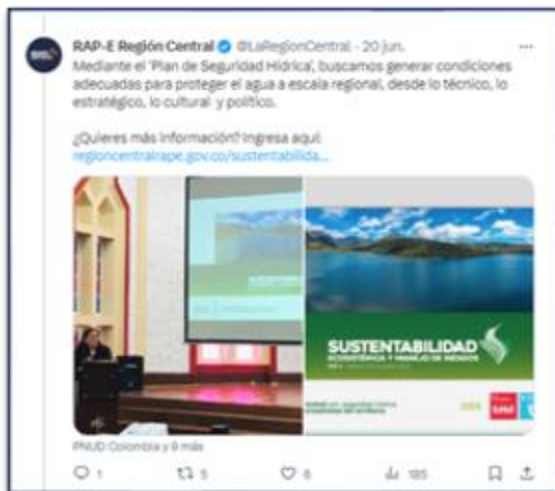 RAP-E Región Central @LaRegionCentral · 20 jun.
Mediante el 'Plan de Seguridad Hídrica', buscamos generar condiciones
adecuadas para proteger el agua a escala regional, desde lo técnico, lo
estratégico, lo cultural y político.
¿Quieres más información? Ingresa aquí:
regioncentralrape.gov.co/sustentabilida...
SUSTENTABILIDAD
ECOSISTÉMICA Y MANEJO DE RIESGOS
PNUD Colombia y 9 más
1 5 6 185